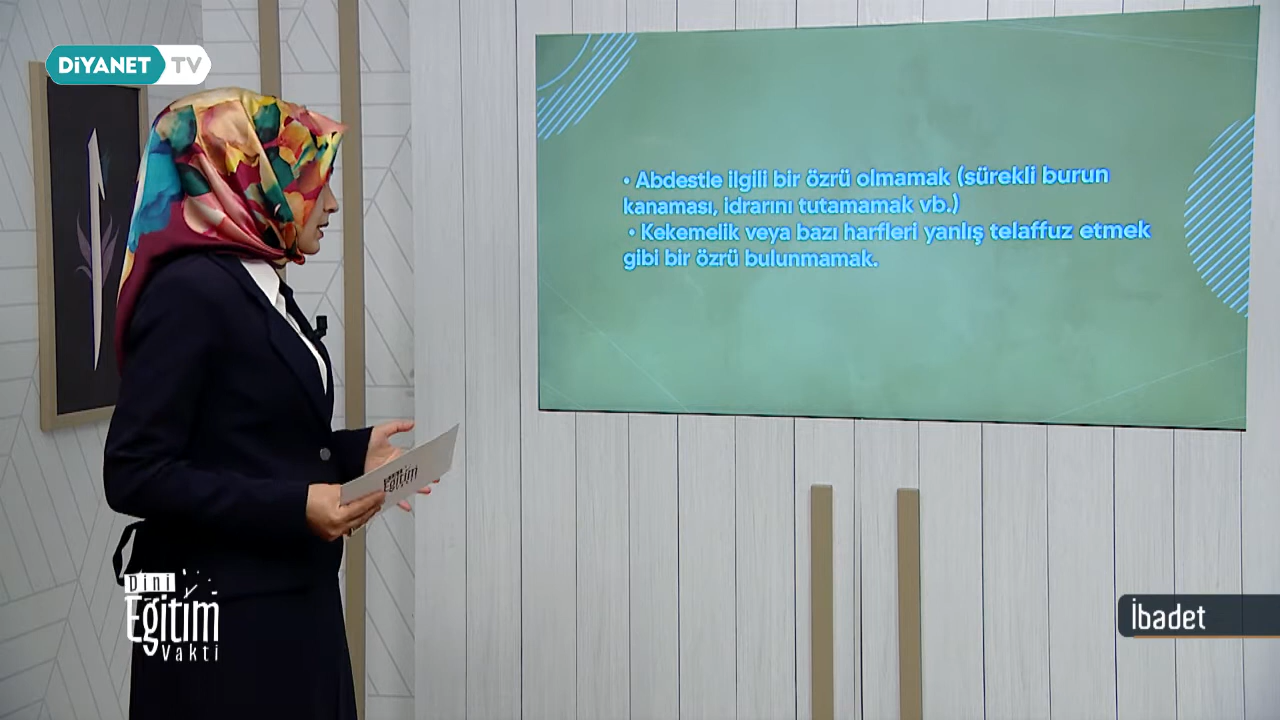 DİYANET TV
• Abdestle ilgili bir özrü olmamak (sürekli burun
kanaması, idrarını tutamamak vb.)
• Kekemelik veya bazı harfleri yanlış telaffuz etmek
gibi bir özrü bulunmamak.
Eğitim
Dini
Eğitim
Vakti
İbadet